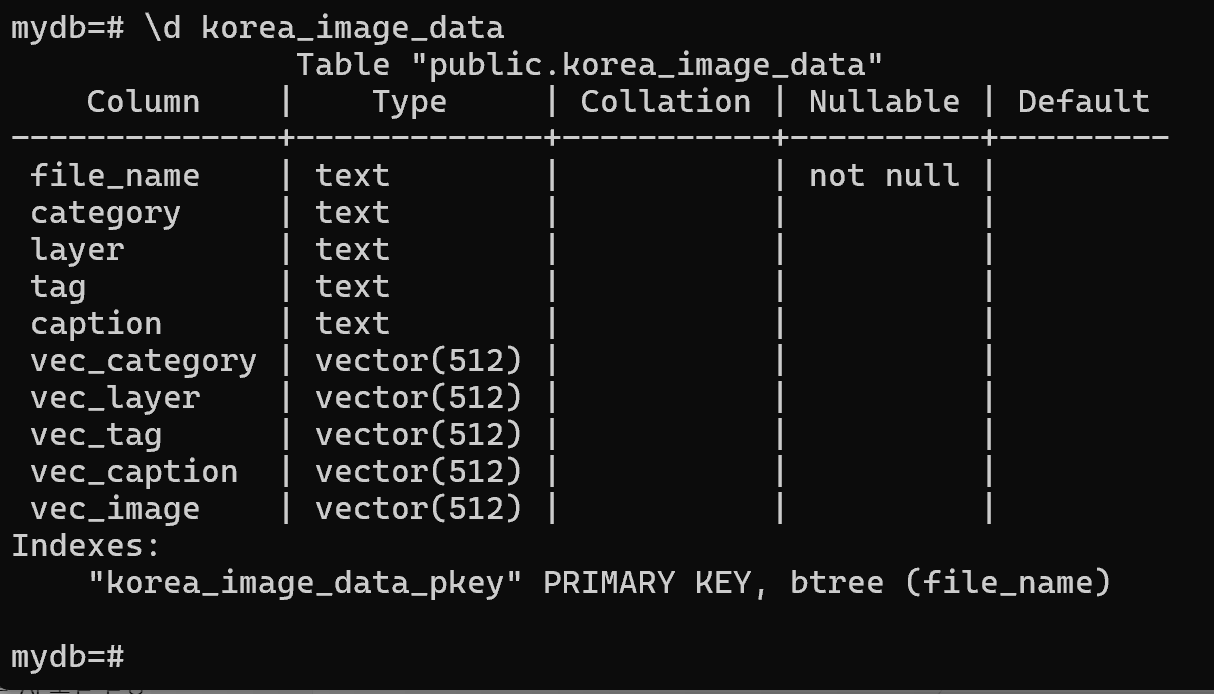 mydb=# \d korea_image_data
Table "public.korea_image_data"
Column | Type | Collation | Nullable | Default
--------------+-------------+-----------+----------+---------
file_name | text | | not null |
category | text | | |
layer | text | | |
tag | text | | |
caption | text | | |
vec_category | vector(512) | | |
vec_layer | vector(512) | | |
vec_tag | vector(512) | | |
vec_caption | vector(512) | | |
vec_image | vector(512) | | |
Indexes:
"korea_image_data_pkey" PRIMARY KEY, btree (file_name)
mydb=#